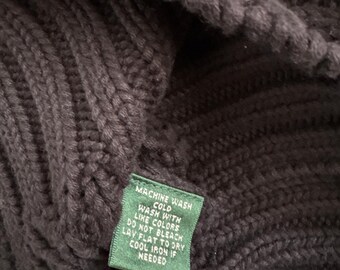 MACHINE WASH
COLD
WASH WITH
LIKE COLORS
DO NOT BLEACH
LAY FLAT TO DRY
COOL IRON IF
NEEDED